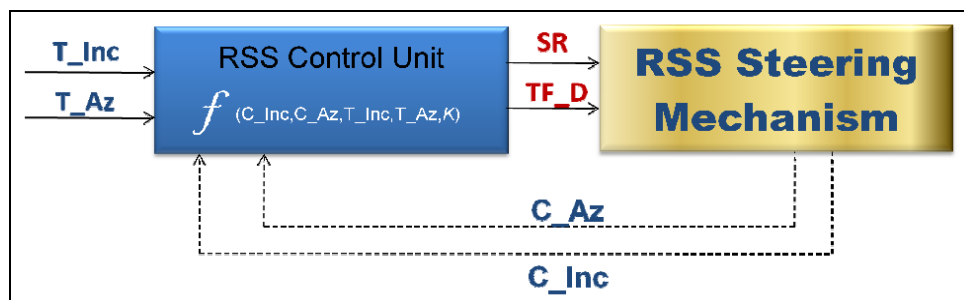 T_Inc
T_Az
RSS Control Unit
f (C_Inc,C_Az,T_Inc,T_Az,K)
SR
TF_D
RSS Steering
Mechanism
C_Az
C_Inc